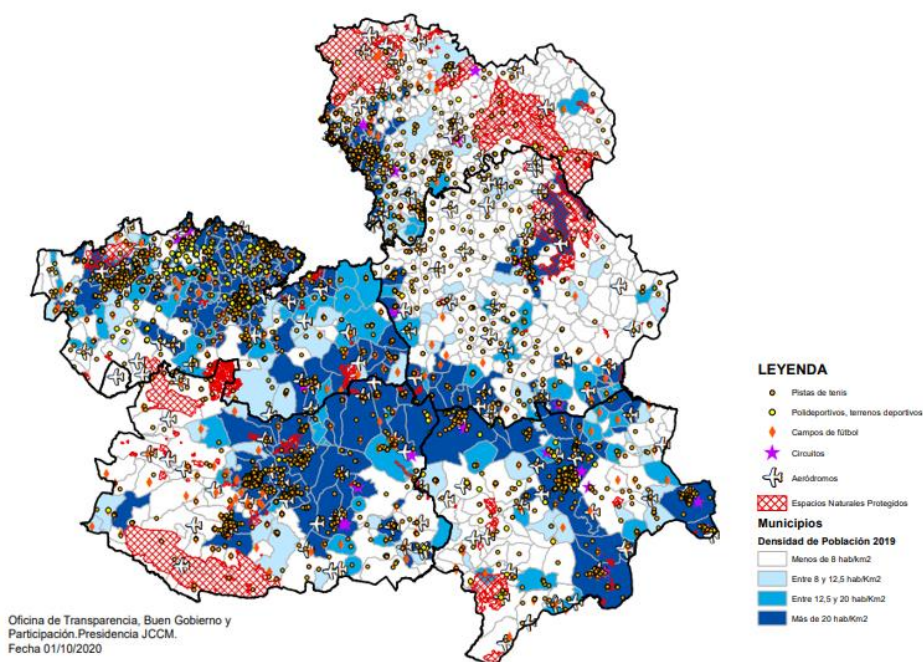 LEYENDA
Pistas de tenis
Polideportivos, terrenos deportivos
Campos de fútbol
Circuitos
Aeródromos
Espacios Naturales Protegidos
Municipios
Densidad de Población 2019
Menos de 8 hab/km2
Entre 8 y 12,5 hab/Km2
Entre 12,5 y 20 hab/Km2
Más de 20 hab/Km2
Oficina de Transparencia, Buen Gobierno y
Participación.Presidencia JCCM.
Fecha 01/10/2020